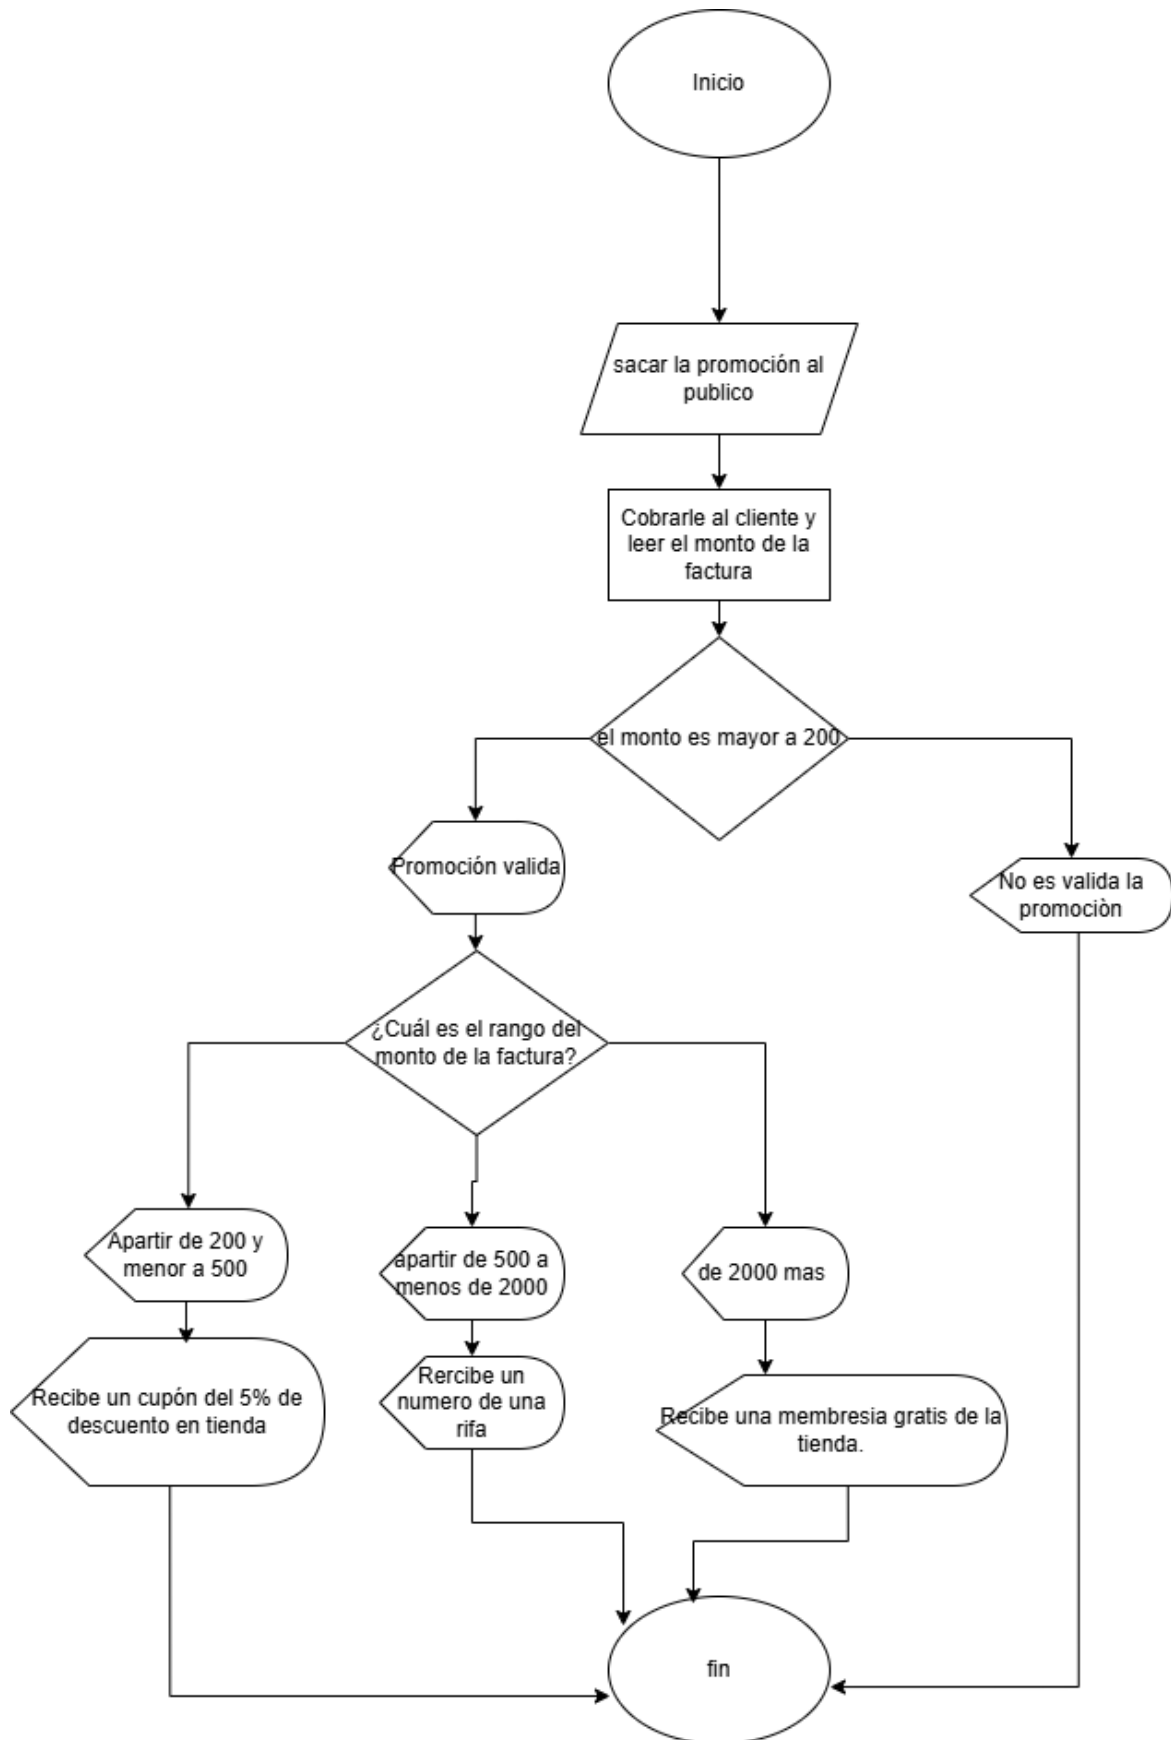 Inicio
sacar la promoción al
publico
Cobrarle al cliente y
leer el monto de la
factura
el monto es mayor a 200
Promoción valida
No es valida la
promociòn
¿Cuál es el rango del
monto de la factura?
Apartir de 200 y
menor a 500
apartir de 500 a
menos de 2000
de 2000 mas
Recibe un cupón del 5% de
descuento en tienda
Rercibe un
numero de una
rifa
Recibe una membresia gratis de la
tienda.
fin